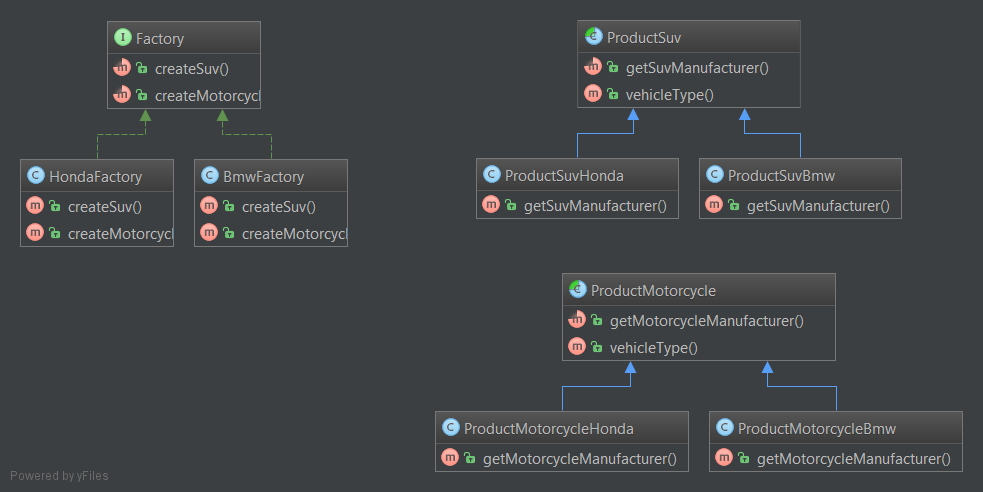 Factory
createSuv()
createMotorcycl
HondaFactory
createSuv()
createMotorcycl
BmwFactory
createSuv()
createMotorcycl
ProductSuv
getSuvManufacturer()
vehicleType()
ProductSuvHonda
getSuvManufacturer()
ProductSuvBmw
getSuvManufacturer()
ProductMotorcycle
getMotorcycleManufacturer()
vehicleType()
ProductMotorcycleHonda
getMotorcycleManufacturer()
ProductMotorcycleBmw
getMotorcycleManufacturer()
Powered by yFiles